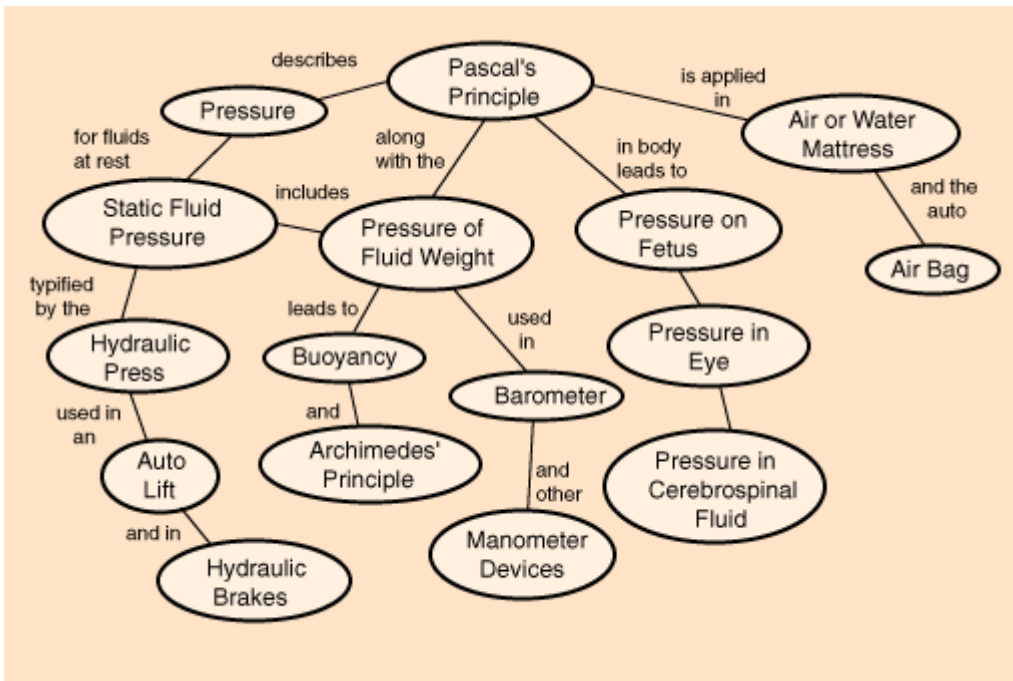 describes
Pascal's
Principle
is applied
in
Pressure
Air or Water
Mattress
for fluids
at rest
along
with the
in body
leads to
and the
auto
Static Fluid
Pressure
includes
Pressure of
Fluid Weight
Pressure on
Fetus
Air Bag
typified
by the
leads to
used
in
Hydraulic
Press
Buoyancy
Pressure in
Eye
Barometer
used in
an
and
Auto
Lift
Archimedes'
Principle
and
other
Pressure in
Cerebrospinal
Fluid
and in
Manometer
Devices
Hydraulic
Brakes